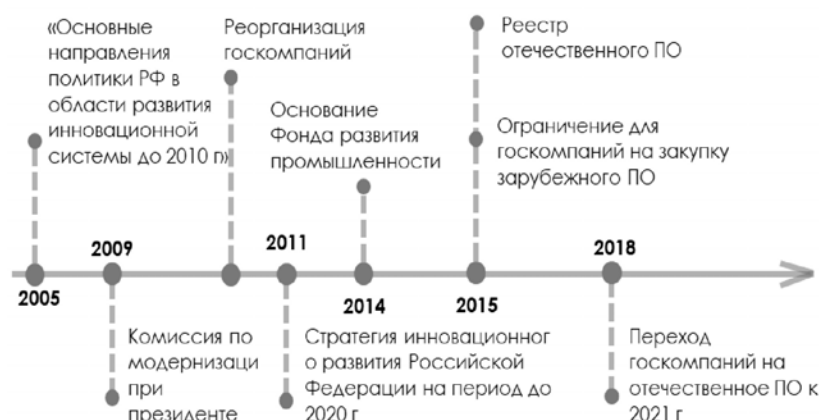 «Основные
направления
политики РФ в
области развития
инновационной
системы до 2010 г»
Реорганизация
госкомпаний
Основание
Фонда развития
промышленности
Реестр
отечественного ПО
Ограничение для
госкомпаний на закупку
зарубежного ПО
2005
2009
2011
2014
2015
2018
Комиссия по
модернизаци
при
президенте
Стратегия инновационног
о развития Российской
Федерации на период до
2020 г
Переход
госкомпаний на
отечественное ПО к
2021 г